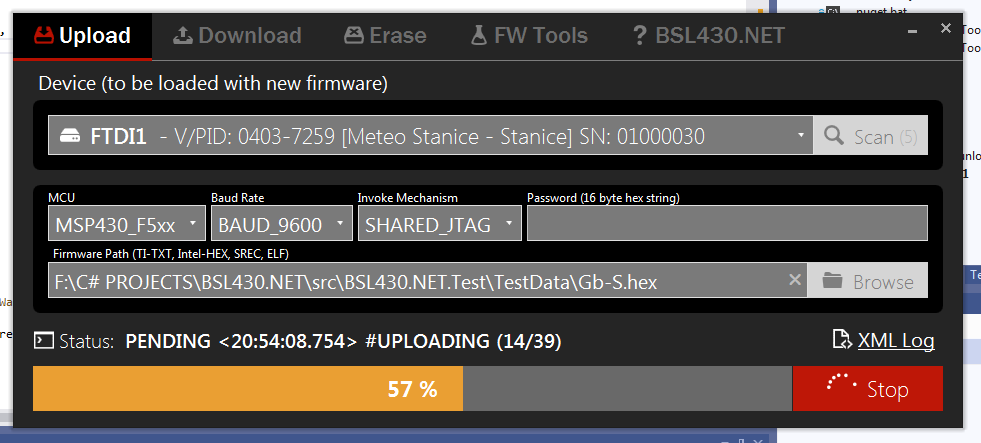 Upload Download Erase FW Tools ? BSL430.NET
Device (to be loaded with new firmware)
FTDI1 - V/PID: 0403-7259 [Meteo Stanice - Stanice] SN: 01000030 Scan (5)
MCU Baud Rate Invoke Mechanism Password (16 byte hex string)
MSP430_F5xx BAUD_9600 SHARED_JTAG
Firmware Path (TI-TXT, Intel-HEX, SREC, ELF)
F:\C# PROJECTS\BSL430.NET\src\BSL430.NET.Test\TestData\Gb-S.hex Browse
Status: PENDING <20:54:08.754> #UPLOADING (14/39) XML Log
57 % Stop